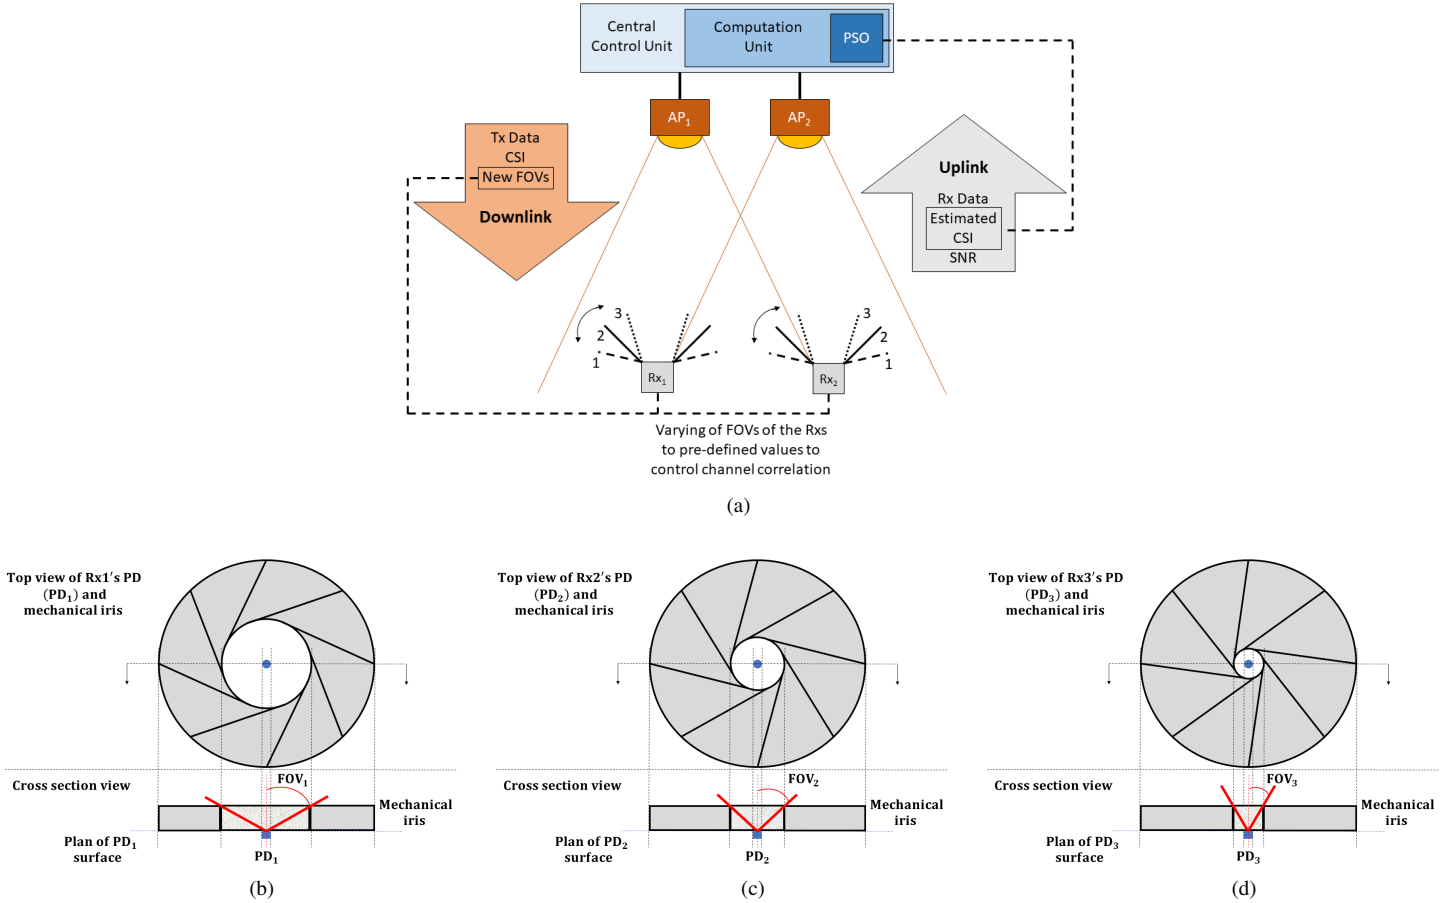 Central
Control Unit
Computation
Unit
PSO
AP1
AP2
Tx Data
CSI
New FOVs
Downlink
Uplink
Rx Data
Estimated
CSI
SNR
3
2
1
3
2
1
Rx1
Rx2
Varying of FOVs of the Rxs
to pre-defined values to
control channel correlation
(a)
Top view of Rx1′s PD
(PD1) and
mechanical iris
Cross section view
FOV1
Mechanical
iris
Plan of PD1
surface
PD1
(b)
Top view of Rx2′s PD
(PD2) and
mechanical iris
Cross section view
FOV2
Mechanical
iris
Plan of PD2
surface
PD2
(c)
Top view of Rx3′s PD
(PD3) and
mechanical iris
Cross section view
FOV3
Mechanical
iris
Plan of PD3
surface
PD3
(d)